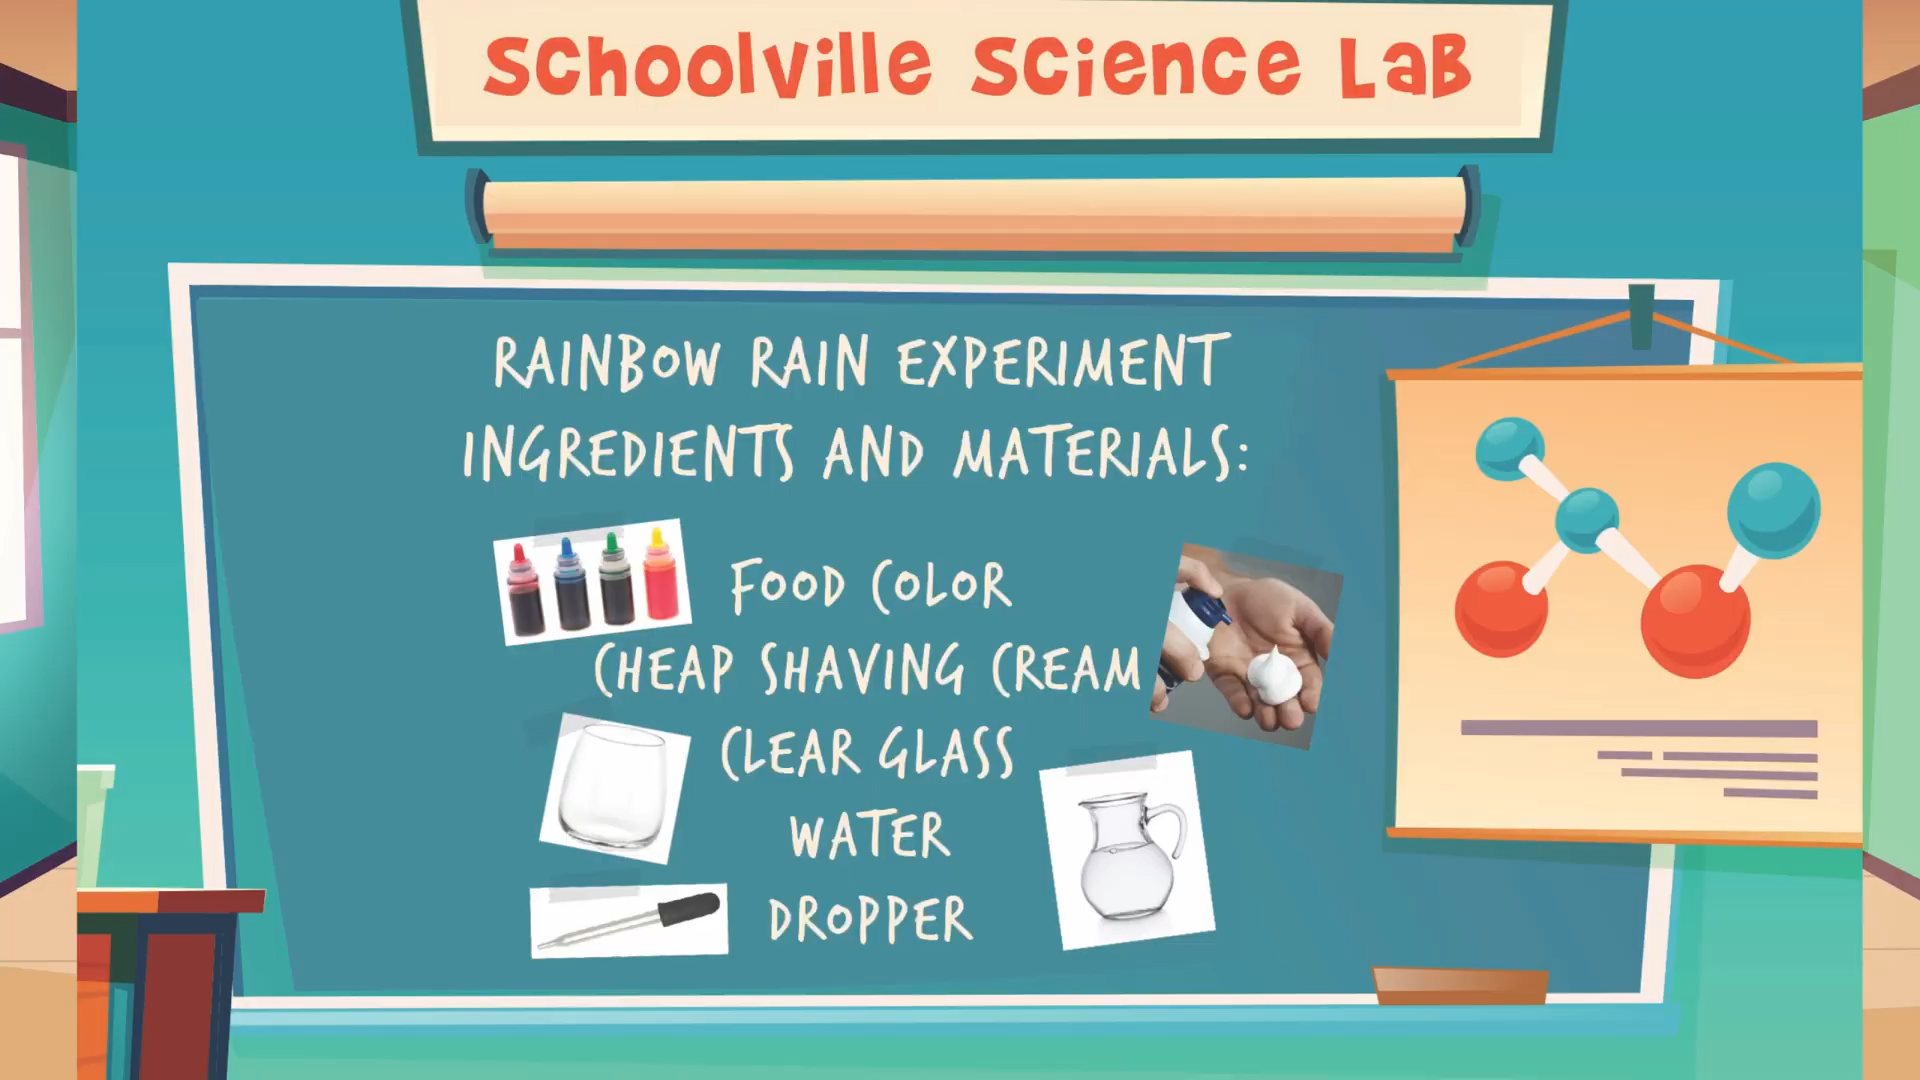 SCHOOLVILLE SCIENCE LAB
RAINBOW RAIN EXPERIMENT
INGREDIENTS AND MATERIALS:
FOOD COLOR
CHEAP SHAVING CREAM
CLEAR GLASS
WATER
DROPPER